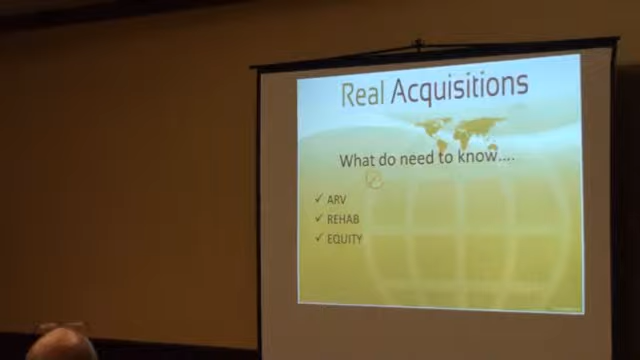 Real Acquisitions
What do need to know....
✓ ARV
✓ REHAB
✓ EQUITY